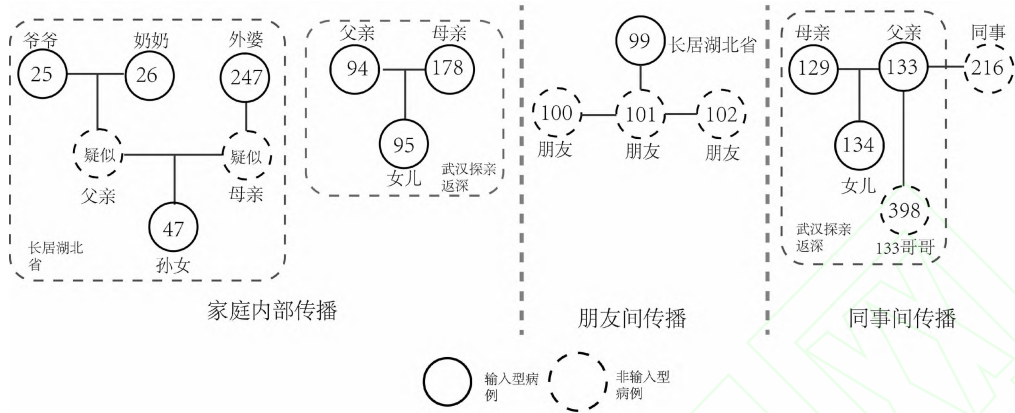 爷爷
奶奶
外婆
25
26
247
疑似
疑似
父亲
母亲
47
孙女
长居湖北
省
父亲
母亲
94
178
95
女儿
武汉探亲
返深
家庭内部传播
99
长居湖北省
100
101
102
朋友
朋友
朋友
朋友间传播
母亲
父亲
同事
129
133
216
134
女儿
398
133哥哥
武汉探亲
返深
同事间传播
输入型病
例
非输入型
病例